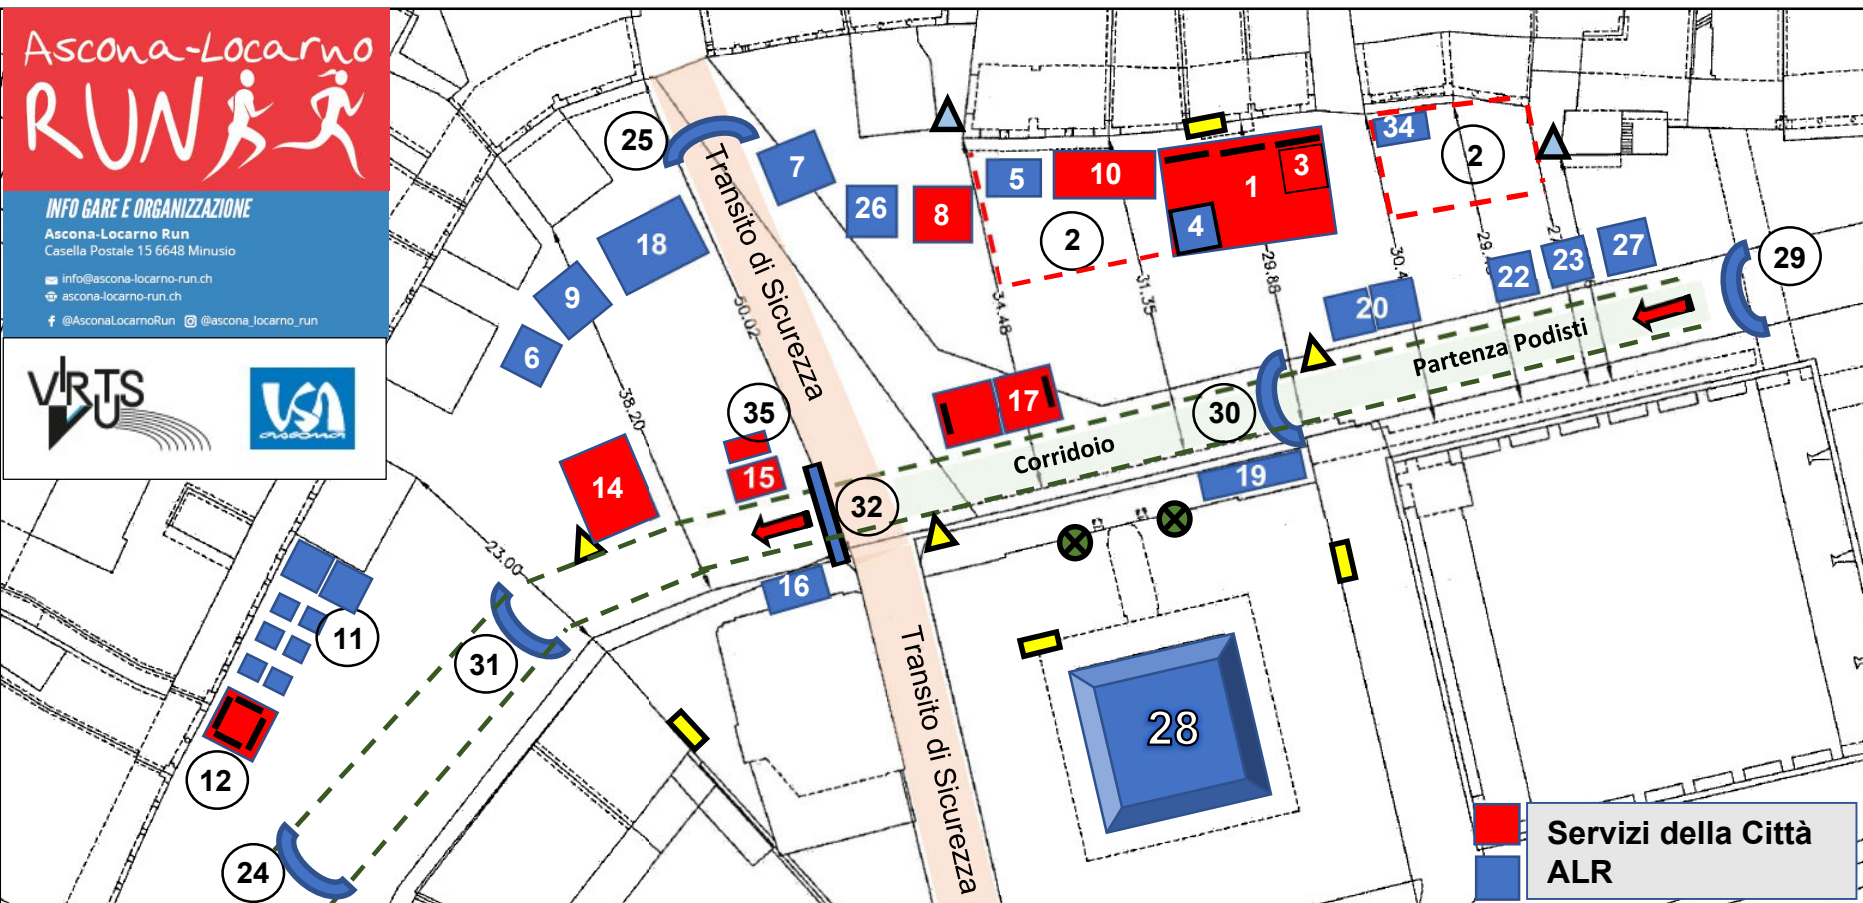 Ascona-Locarno
RUN
INFO GARE E ORGANIZZAZIONE
Ascona-Locarno Run
Casella Postale 15 6648 Minusio
info@ascona-locarno-run.ch
ascona-locarno-run.ch
@AsconaLocarnoRun @ascona_locarno_run
VIRTUS
USA
ascona
25
7
Transito di Sicurezza
26
8
5
10
1
3
4
2
34
2
29
18
9
6
22
23
27
20
Partenza Podisti
50.02
38.20
34.48
31.35
29.88
30.4
35
17
30
Corridoio
14
15
32
19
16
23.00
11
31
12
24
28
Transito di Sicurezza
Servizi della Città
ALR